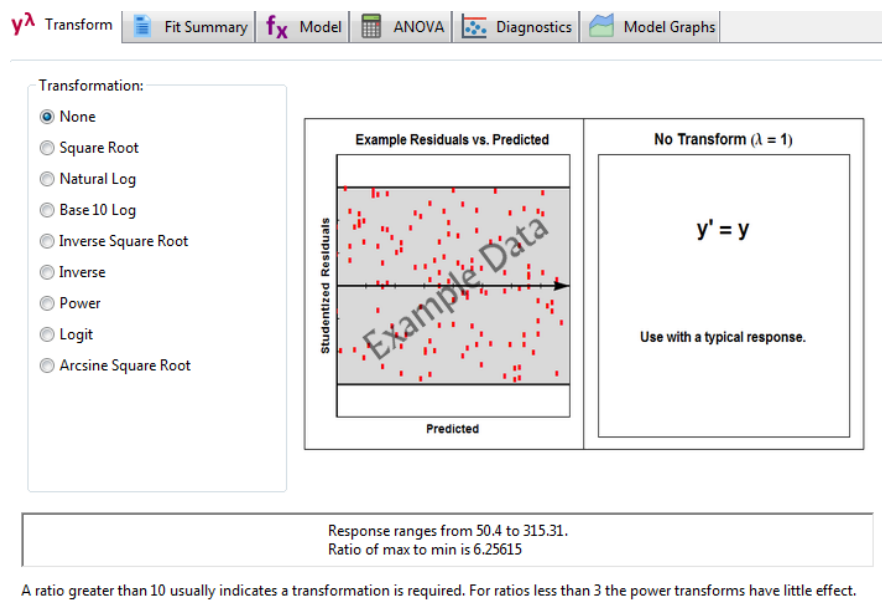 yλ Transform Fit Summary fx Model ANOVA Diagnostics Model Graphs
Transformation:
None
Square Root
Natural Log
Base 10 Log
Inverse Square Root
Inverse
Power
Logit
Arcsine Square Root
Example Residuals vs. Predicted
Studentized Residuals
Example Data
Predicted
No Transform (λ = 1)
y' = y
Use with a typical response.
Response ranges from 50.4 to 315.31.
Ratio of max to min is 6.25615
A ratio greater than 10 usually indicates a transformation is required. For ratios less than 3 the power transforms have little effect.